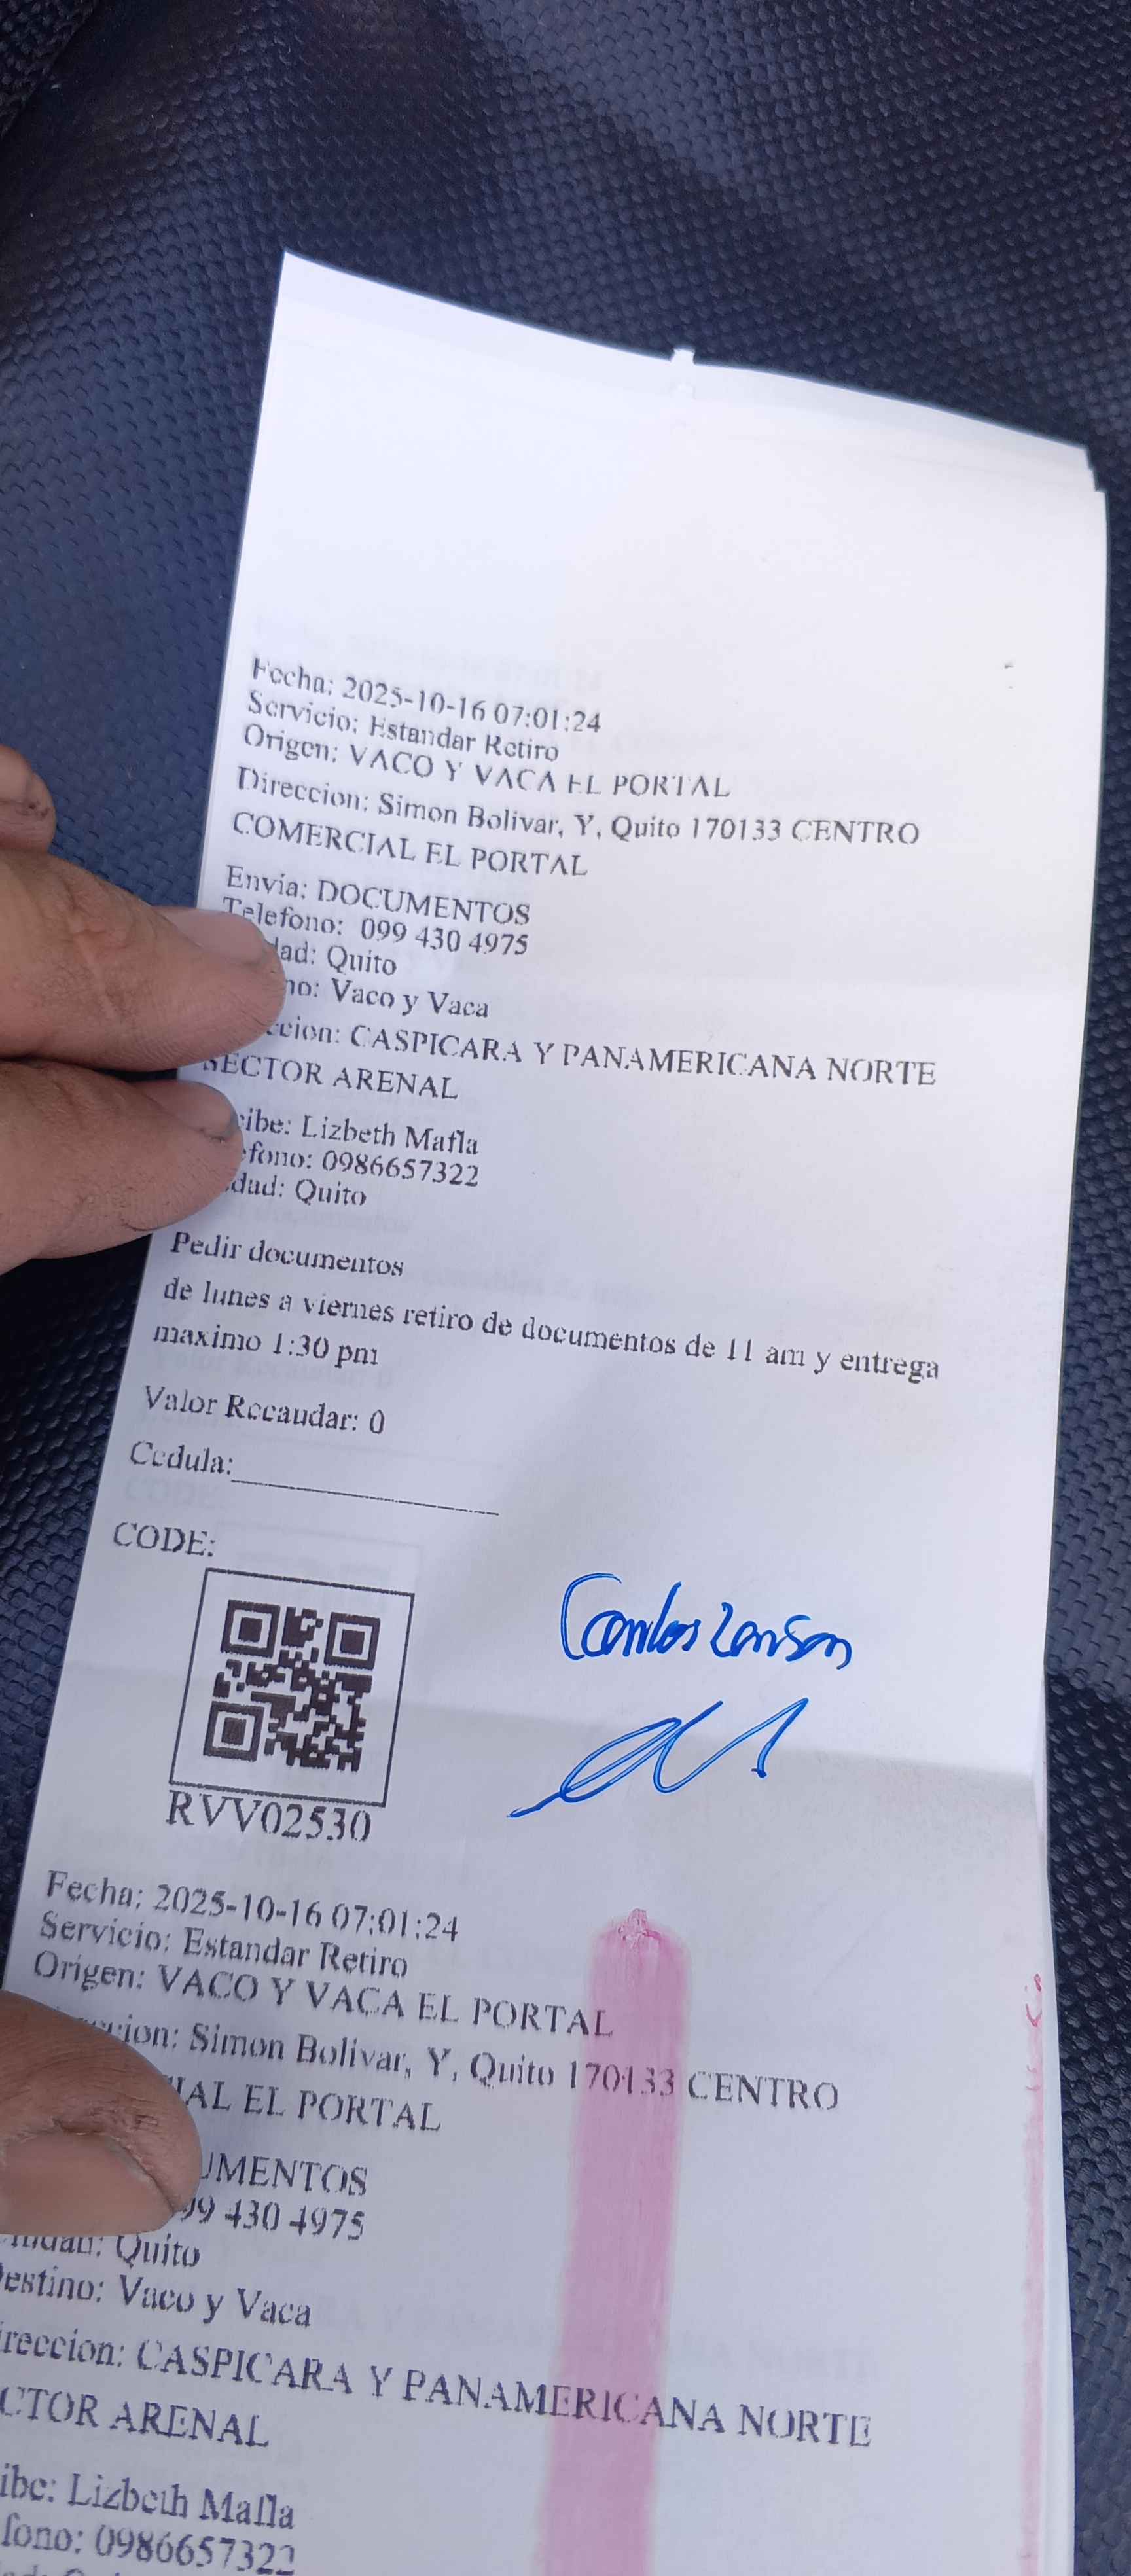 Fecha: 2025-10-16 07:01:24
Servicio: Estandar Retiro
Origen: VACO Y VACA EL PORTAL
Direccion: Simon Bolivar, Y, Quito 170133 CENTRO
COMERCIAL EL PORTAL
Envia: DOCUMENTOS
Telefono: 099 430 4975
dad: Quito
no: Vaco y Vaca
ccion: CASPICARA Y PANAMERICANA NORTE
SECTOR ARENAL
cibe: Lizbeth Mafla
efono: 0986657322
dad: Quito
Pedir documentos
de lunes a viernes retiro de documentos de 11 am y entrega
maximo 1:30 pm
Valor Recaudar: 0
Cedula:
CODE:
Carlos
RVV02530
Fecha: 2025-10-16 07:01:24
Servicio: Estandar Retiro
Origen: VACO Y VACA EL PORTAL
ccion: Simon Bolivar, Y, Quito 170133 CENTRO
IAL EL PORTAL
UMENTOS
99 430 4975
Ciudad: Quito
Destino: Vaco y Vaca
ireccion: CASPICARA Y PANAMERICANA NORTE
CTOR ARENAL
ibe: Lizbeth Mafla
fono: 0986657322